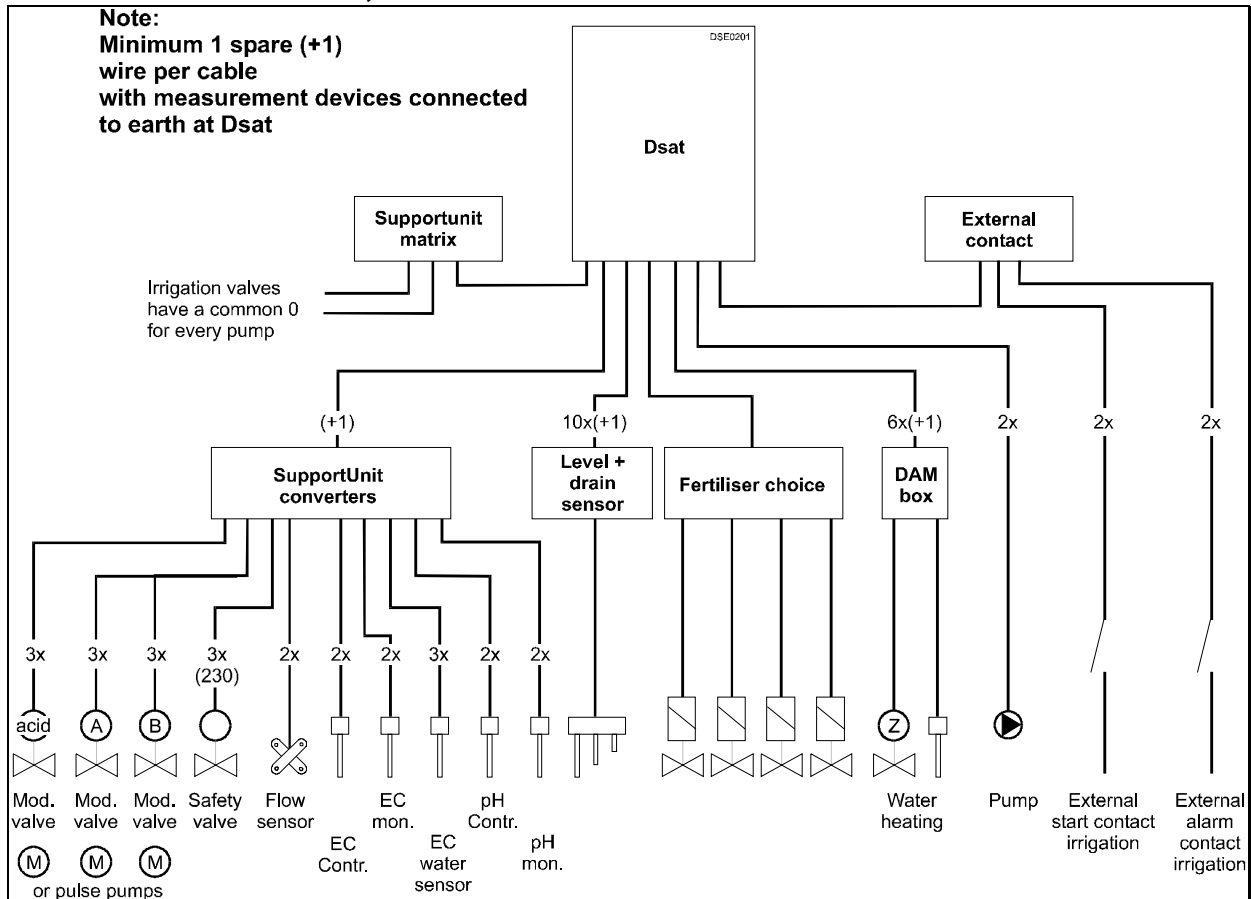 Note:
Minimum 1 spare (+1)
wire per cable
with measurement devices connected
to earth at Dsat
DSE0201
Dsat
Supportunit
matrix
External
contact
Irrigation valves
have a common 0
for every pump
(+1)
10x(+1)
6x(+1)
2x
2x
2x
SupportUnit
converters
Level +
drain
sensor
Fertiliser choice
DAM
box
3x
3x
3x
3x
(230)
2x
2x
2x
3x
2x
2x
acid
A
B
Z
Mod.
valve
Mod.
valve
Mod.
valve
Safety
valve
Flow
sensor
EC
Contr.
EC
mon.
EC
water
sensor
pH
Contr.
pH
mon.
Water
heating
Pump
External
start contact
irrigation
External
alarm
contact
irrigation
M
M
M
or pulse pumps